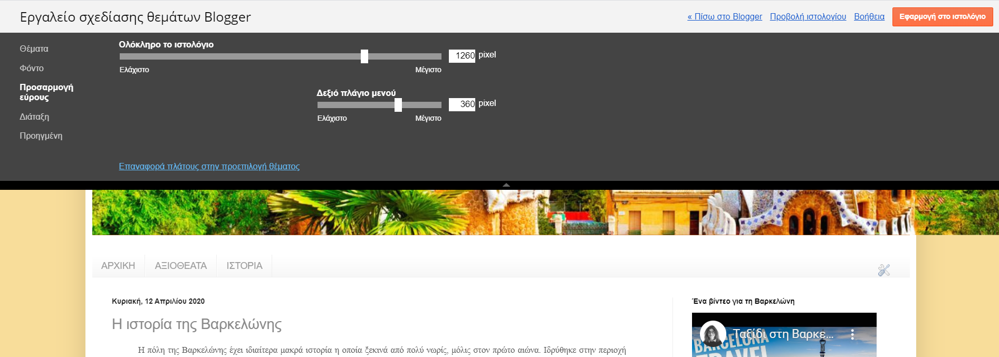 Εργαλείο σχεδίασης θεμάτων Blogger
« Πίσω στο Blogger Προβολή ιστολογίου Βοήθεια Εφαρμογή στο ιστολόγιο
Θέματα
Φόντο
Προσαρμογή
εύρους
Διάταξη
Προηγμένη
Ολόκληρο το ιστολόγιο
1260 pixel
Ελάχιστο Μέγιστο
Δεξιό πλάγιο μενού
360 pixel
Ελάχιστο Μέγιστο
Επαναφορά πλάτους στην προεπιλογή θέματος
ΑΡΧΙΚΗ ΑΞΙΟΘΕΑΤΑ ΙΣΤΟΡΙΑ
Κυριακή, 12 Απριλίου 2020
Η ιστορία της Βαρκελώνης
Η πόλη της Βαρκελώνης έχει ιδιαίτερα μακρά ιστορία η οποία ξεκινά από πολύ νωρίς, μόλις στον πρώτο αιώνα. Ιδρύθηκε στην περιοχή
Ένα βίντεο για τη Βαρκελώνη
Ταξίδι στη Βαρκε...
BARCELONA
TRAVEL